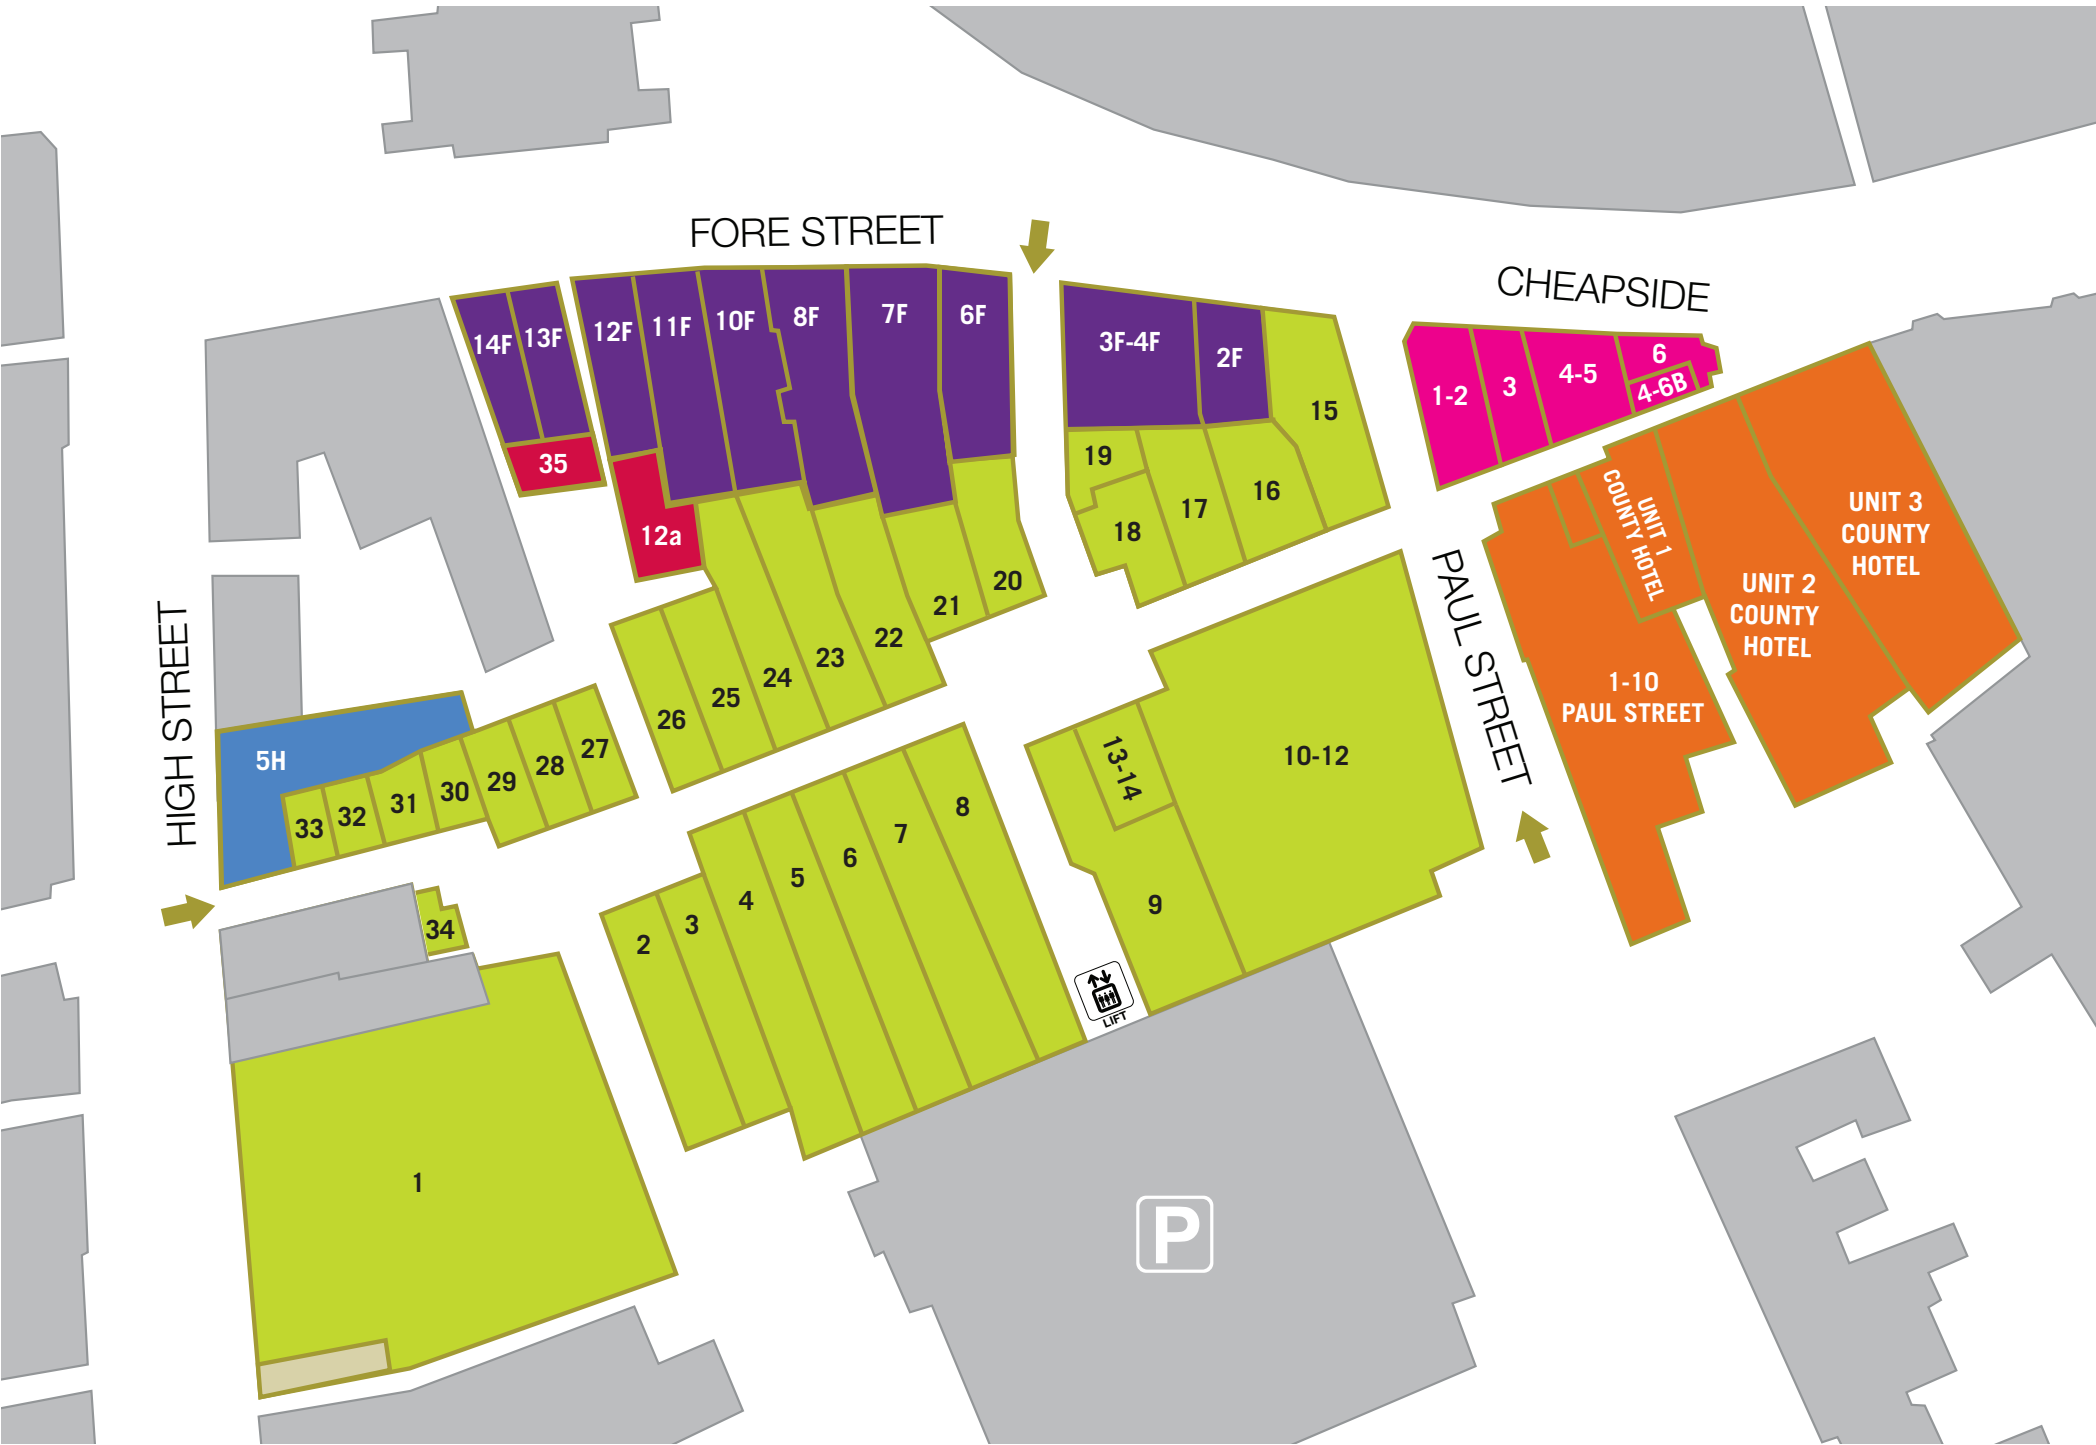 FORE STREET
CHEAPSIDE
14F
13F
12F
11F
10F
8F
7F
6F
3F-4F
2F
15
1-2
3
4-5
6
4-6B
35
12a
19
18
17
16
20
21
22
23
24
25
26
UNIT 1
COUNTY HOTEL
UNIT 2
COUNTY
HOTEL
UNIT 3
COUNTY
HOTEL
1-10
PAUL STREET
PAUL STREET
HIGH STREET
5H
33
32
31
30
29
28
27
34
2
3
4
5
6
7
8
13-14
10-12
9
LIFT
1
P